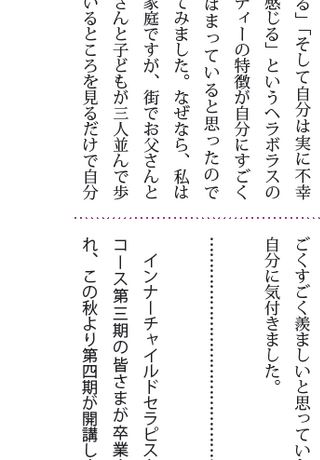 る」「そして自分は実に不幸
感じる」というヘラボラスの
ディーの特徴が自分にすごく
はまっていると思ったので
てみました。なぜなら、私は
家庭ですが、街でお父さんと
さんと子どもが三人並んで歩
いるところを見るだけで自分
ごくすごく羨ましいと思ってい
自分に気付きました。
インナーチャイルドセラピス
コース第三期の皆さまが卒業
れ、この秋より第四期が開講し